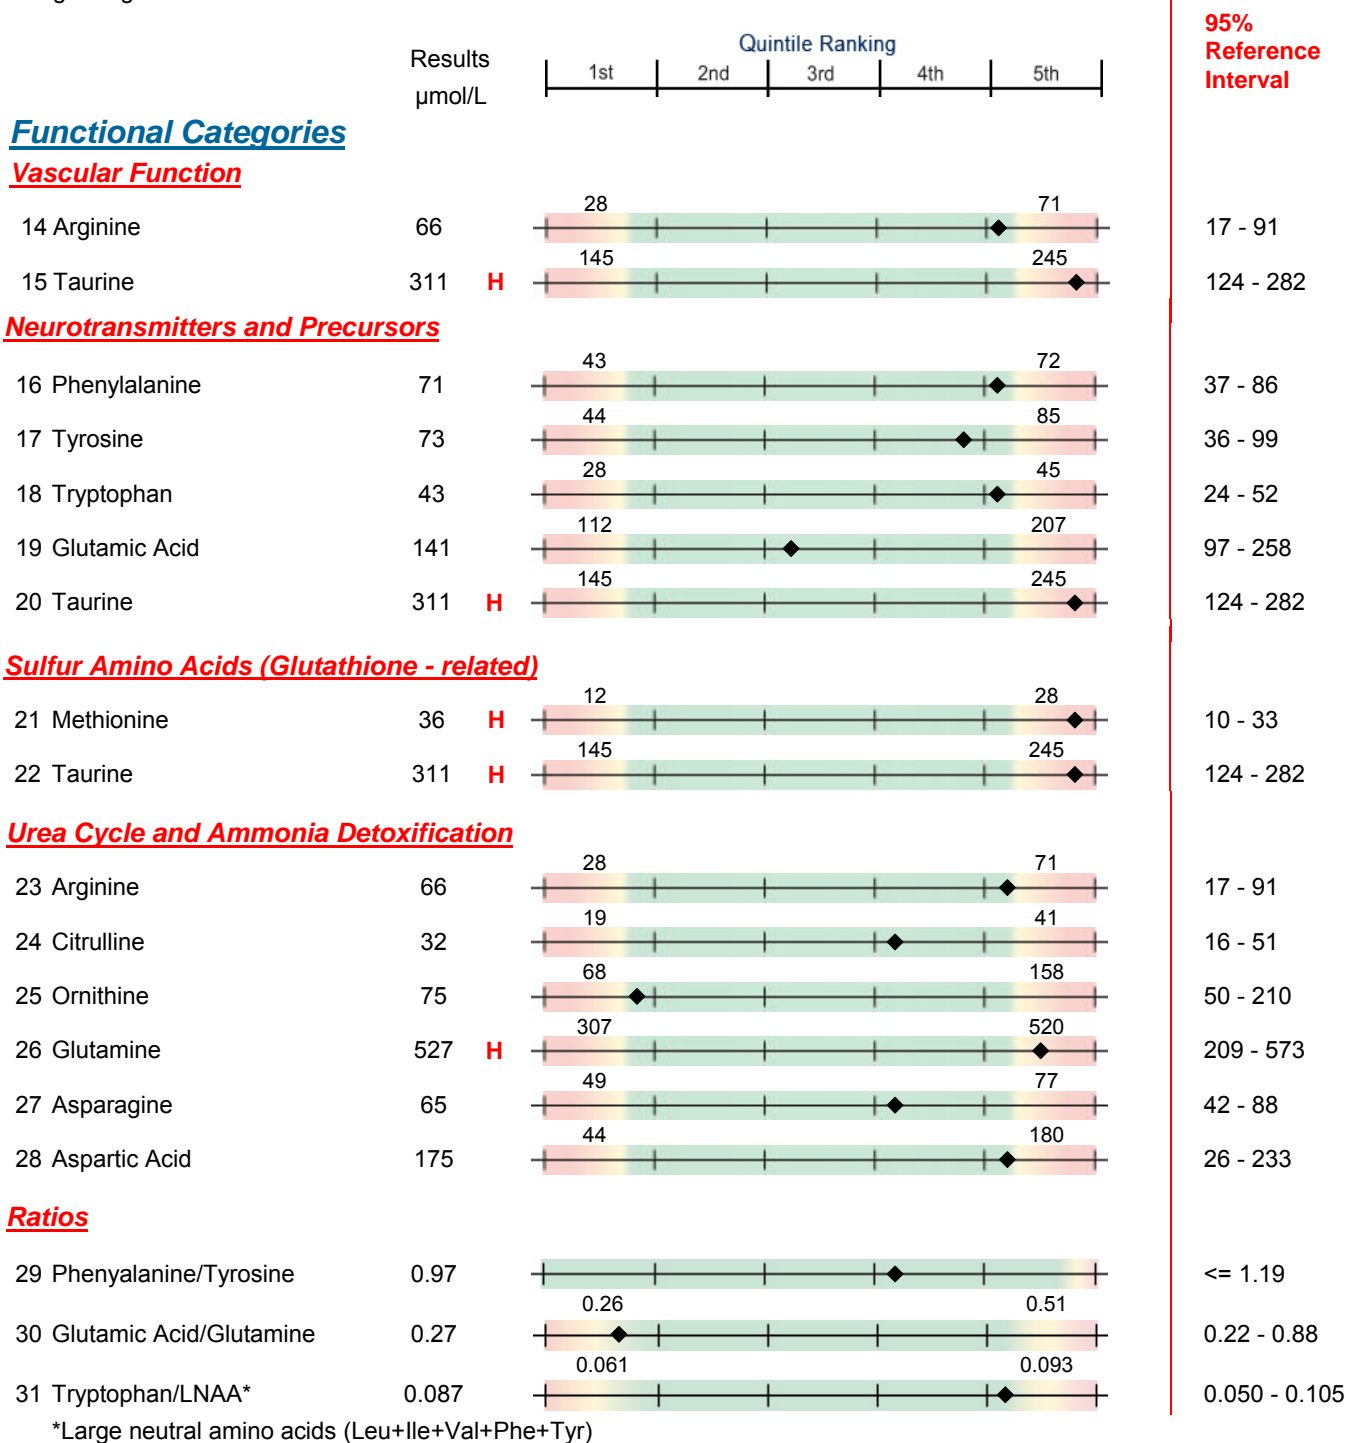 Results
µmol/L
Quintile Ranking
1st 2nd 3rd 4th 5th
95%
Reference
Interval
Functional Categories
Vascular Function
28 71
14 Arginine 66 17 - 91
145 245
15 Taurine 311 H 124 - 282
Neurotransmitters and Precursors
43 72
16 Phenylalanine 71 37 - 86
44 85
17 Tyrosine 73 36 - 99
28 45
18 Tryptophan 43 24 - 52
112 207
19 Glutamic Acid 141 97 - 258
145 245
20 Taurine 311 H 124 - 282
Sulfur Amino Acids (Glutathione - related)
12 28
21 Methionine 36 H 10 - 33
145 245
22 Taurine 311 H 124 - 282
Urea Cycle and Ammonia Detoxification
28 71
23 Arginine 66 17 - 91
19 41
24 Citrulline 32 16 - 51
68 158
25 Ornithine 75 50 - 210
307 520
26 Glutamine 527 H 209 - 573
49 77
27 Asparagine 65 42 - 88
44 180
28 Aspartic Acid 175 26 - 233
Ratios
29 Phenyalanine/Tyrosine 0.97 <= 1.19
0.26 0.51
30 Glutamic Acid/Glutamine 0.27 0.22 - 0.88
0.061 0.093
31 Tryptophan/LNAA* 0.087 0.050 - 0.105
*Large neutral amino acids (Leu+Ile+Val+Phe+Tyr)